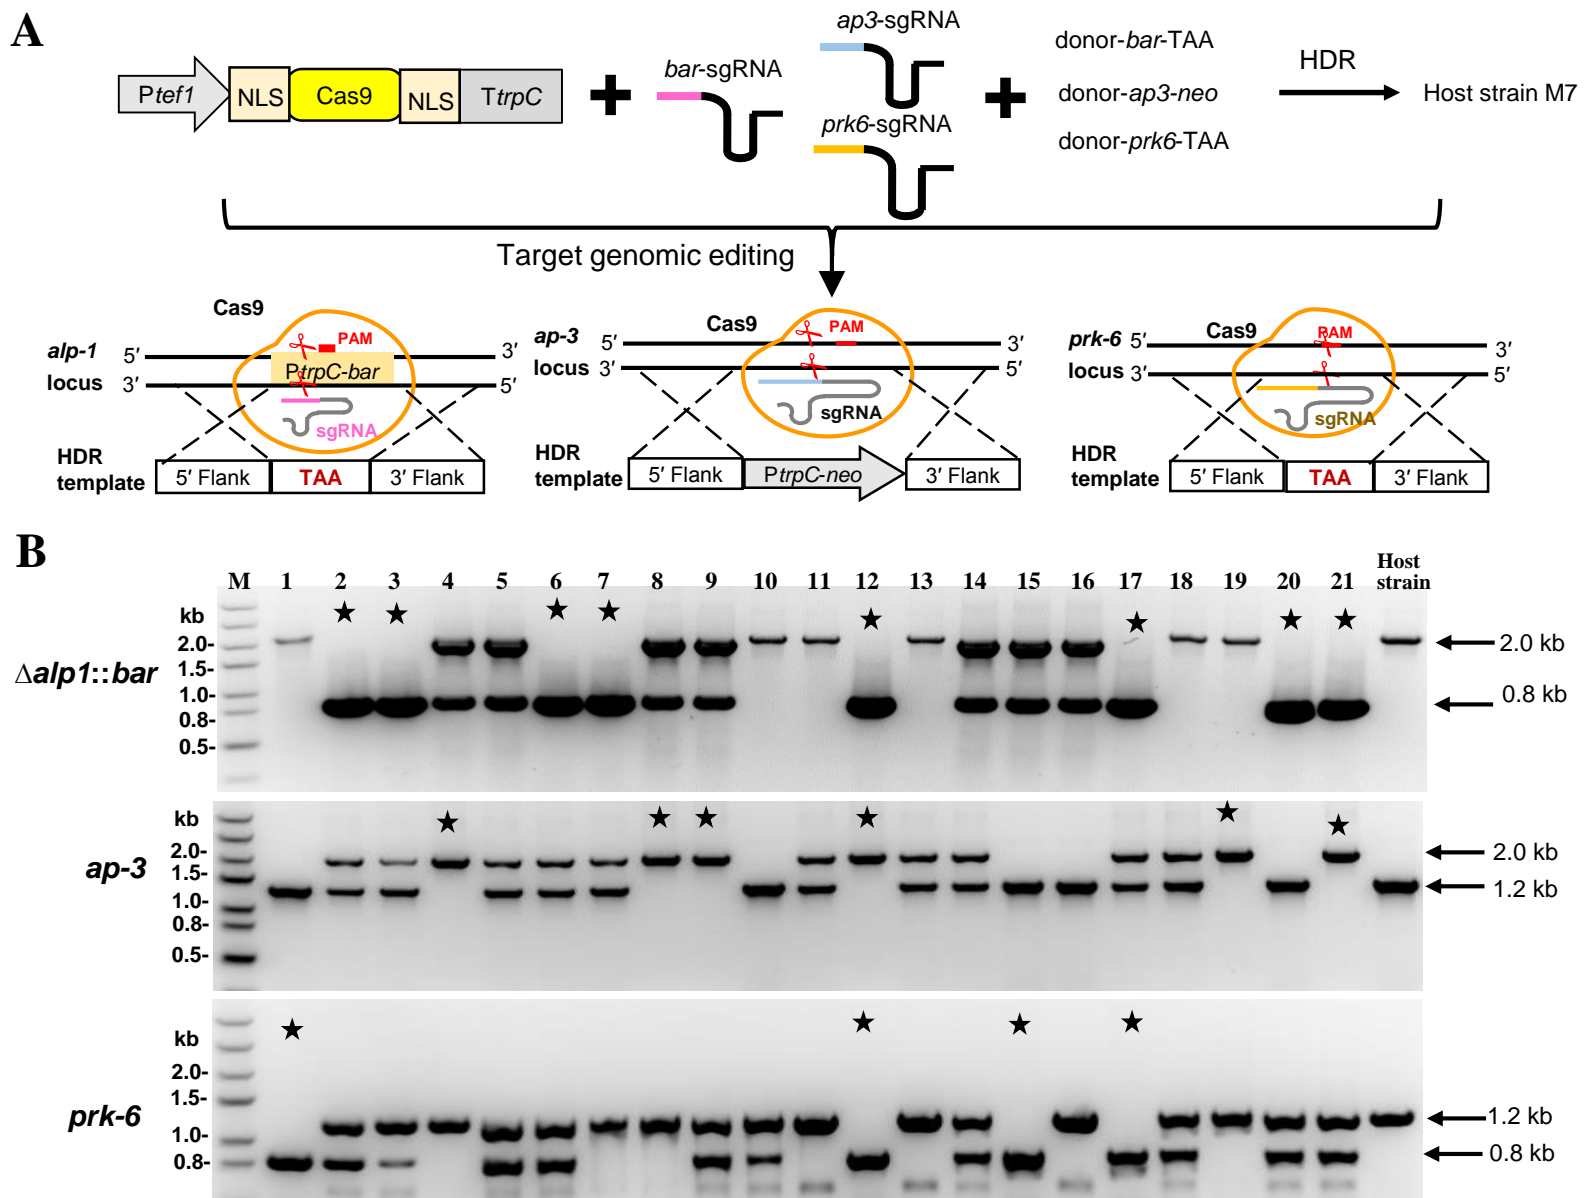 A
Ptef1 NLS Cas9 NLS TtrpC
bar-sgRNA
ap3-sgRNA
prk6-sgRNA
donor-bar-TAA
donor-ap3-neo
donor-prk6-TAA
HDR
Host strain M7
Target genomic editing
Cas9
PAM
alp-1 5′ 3′
PtrpC-bar
locus 3′ 5′
sgRNA
HDR
template
5′ Flank TAA 3′ Flank
Cas9
PAM
ap-3 5′ 3′
locus 3′ 5′
sgRNA
HDR
template
5′ Flank PtrpC-neo 3′ Flank
Cas9
PAM
prk-6 5′ 3′
locus 3′ 5′
sgRNA
HDR
template
5′ Flank TAA 3′ Flank
B
M 1 2 3 4 5 6 7 8 9 10 11 12 13 14 15 16 17 18 19 20 21 Host
strain
kb
2.0-
1.5-
1.0-
0.8-
0.5-
Δalp1::bar
2.0 kb
0.8 kb
kb
2.0-
1.5-
1.0-
0.8-
0.5-
ap-3
2.0 kb
1.2 kb
kb
2.0-
1.5-
1.0-
0.8-
prk-6
1.2 kb
0.8 kb